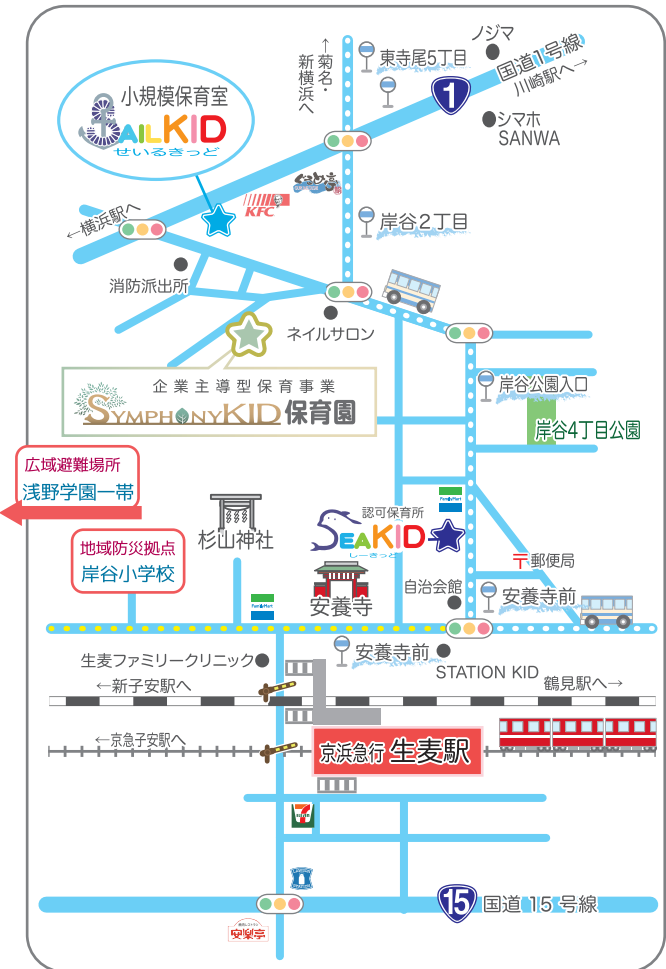 ノジマ
←菊名・
新横浜へ
東寺尾5丁目
国道1号線
川崎駅へ→
1
小規模保育室
SAILKID
せいるきっど
シマホ
SANWA
KFC
←横浜駅へ
岸谷2丁目
消防派出所
ネイルサロン
企業主導型保育事業
SYMPHONYKID 保育園
岸谷公園入口
岸谷4丁目公園
広域避難場所
浅野学園一帯
杉山神社
認可保育所
SEAKID
しーきっど
FamilyMart
地域防災拠点
岸谷小学校
〒郵便局
自治会館
安養寺前
FamilyMart
安養寺
生麦ファミリークリニック
安養寺前
STATION KID
←新子安駅へ
鶴見駅へ→
←京急子安駅へ
京浜急行 生麦駅
7
ELEVEN
15
国道 15 号線
安楽亭